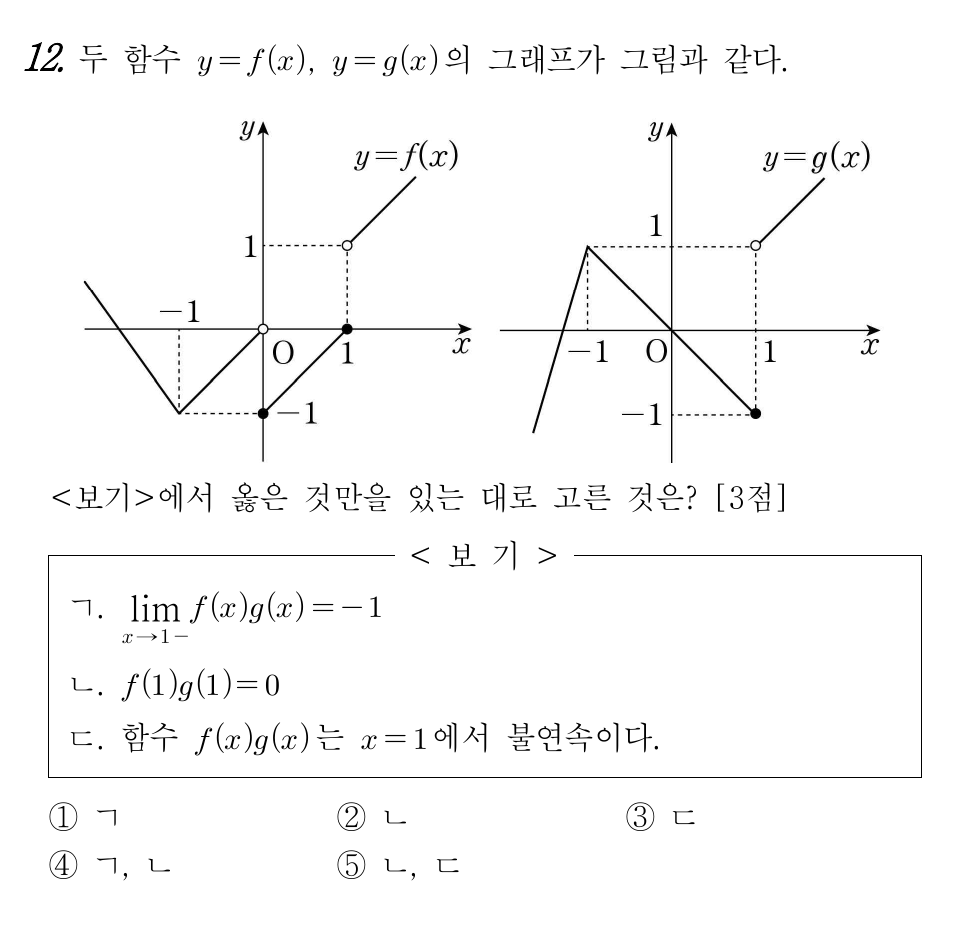 12. 두 함수 y=f(x), y=g(x)의 그래프가 그림과 같다.
y
y=f(x)
1
-1
O
1
x
-1
y
y=g(x)
1
-1
O
1
x
-1
<보기>에서 옳은 것만을 있는 대로 고른 것은? [3점]
< 보 기 >
ㄱ. lim f(x)g(x)=-1
x→1-
ㄴ. f(1)g(1)=0
ㄷ. 함수 f(x)g(x)는 x=1에서 불연속이다.
① ㄱ ② ㄴ ③ ㄷ
④ ㄱ, ㄴ ⑤ ㄴ, ㄷ